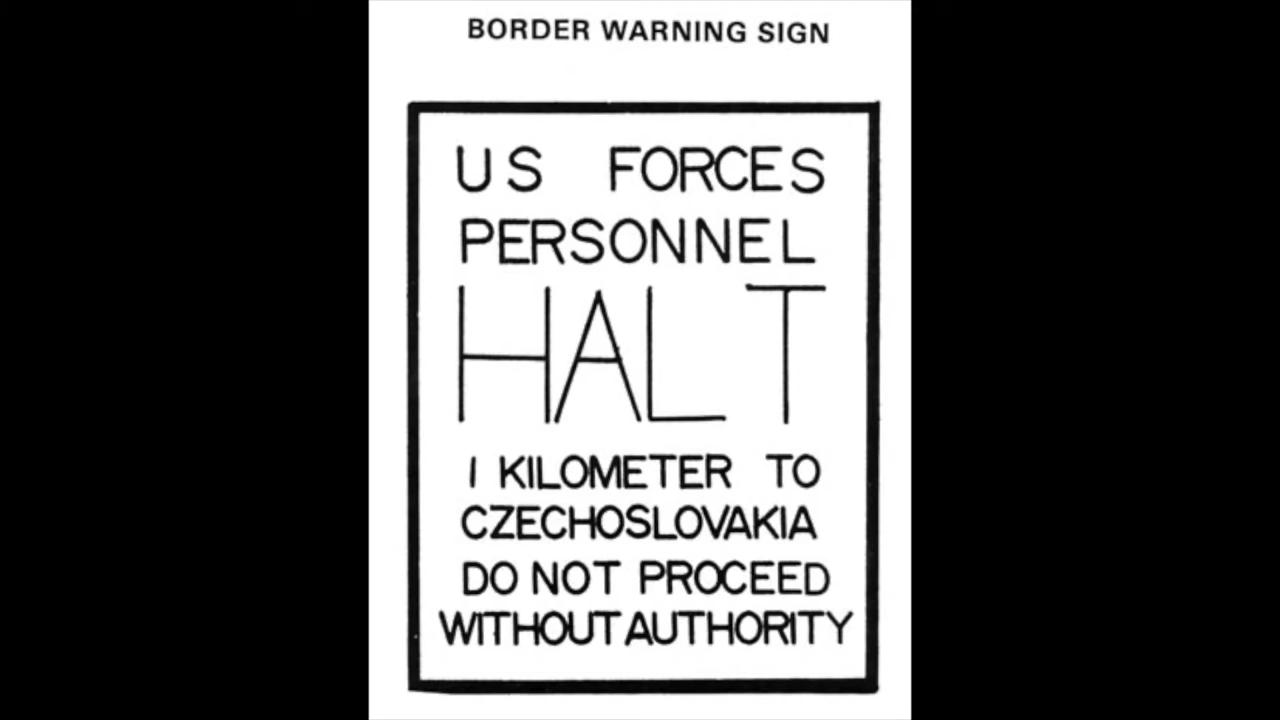 BORDER WARNING SIGN
US FORCES
PERSONNEL
HALT
1 KILOMETER TO
CZECHOSLOVAKIA
DO NOT PROCEED
WITHOUT AUTHORITY